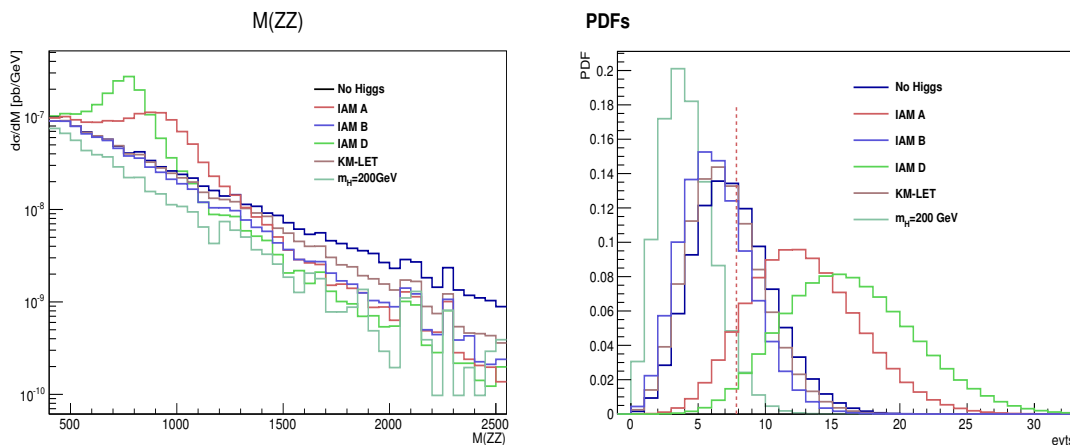 M(ZZ)
dσ/dM [pb/GeV]
10⁻⁷
10⁻⁸
10⁻⁹
10⁻¹⁰
No Higgs
IAM A
IAM B
IAM D
KM-LET
m_H=200GeV
500 1000 1500 2000 2500
M(ZZ)
PDFs
PDF
0.2
0.18
0.16
0.14
0.12
0.1
0.08
0.06
0.04
0.02
0
No Higgs
IAM A
IAM B
IAM D
KM-LET
m_H=200 GeV
0 5 10 15 20 25 30
evts